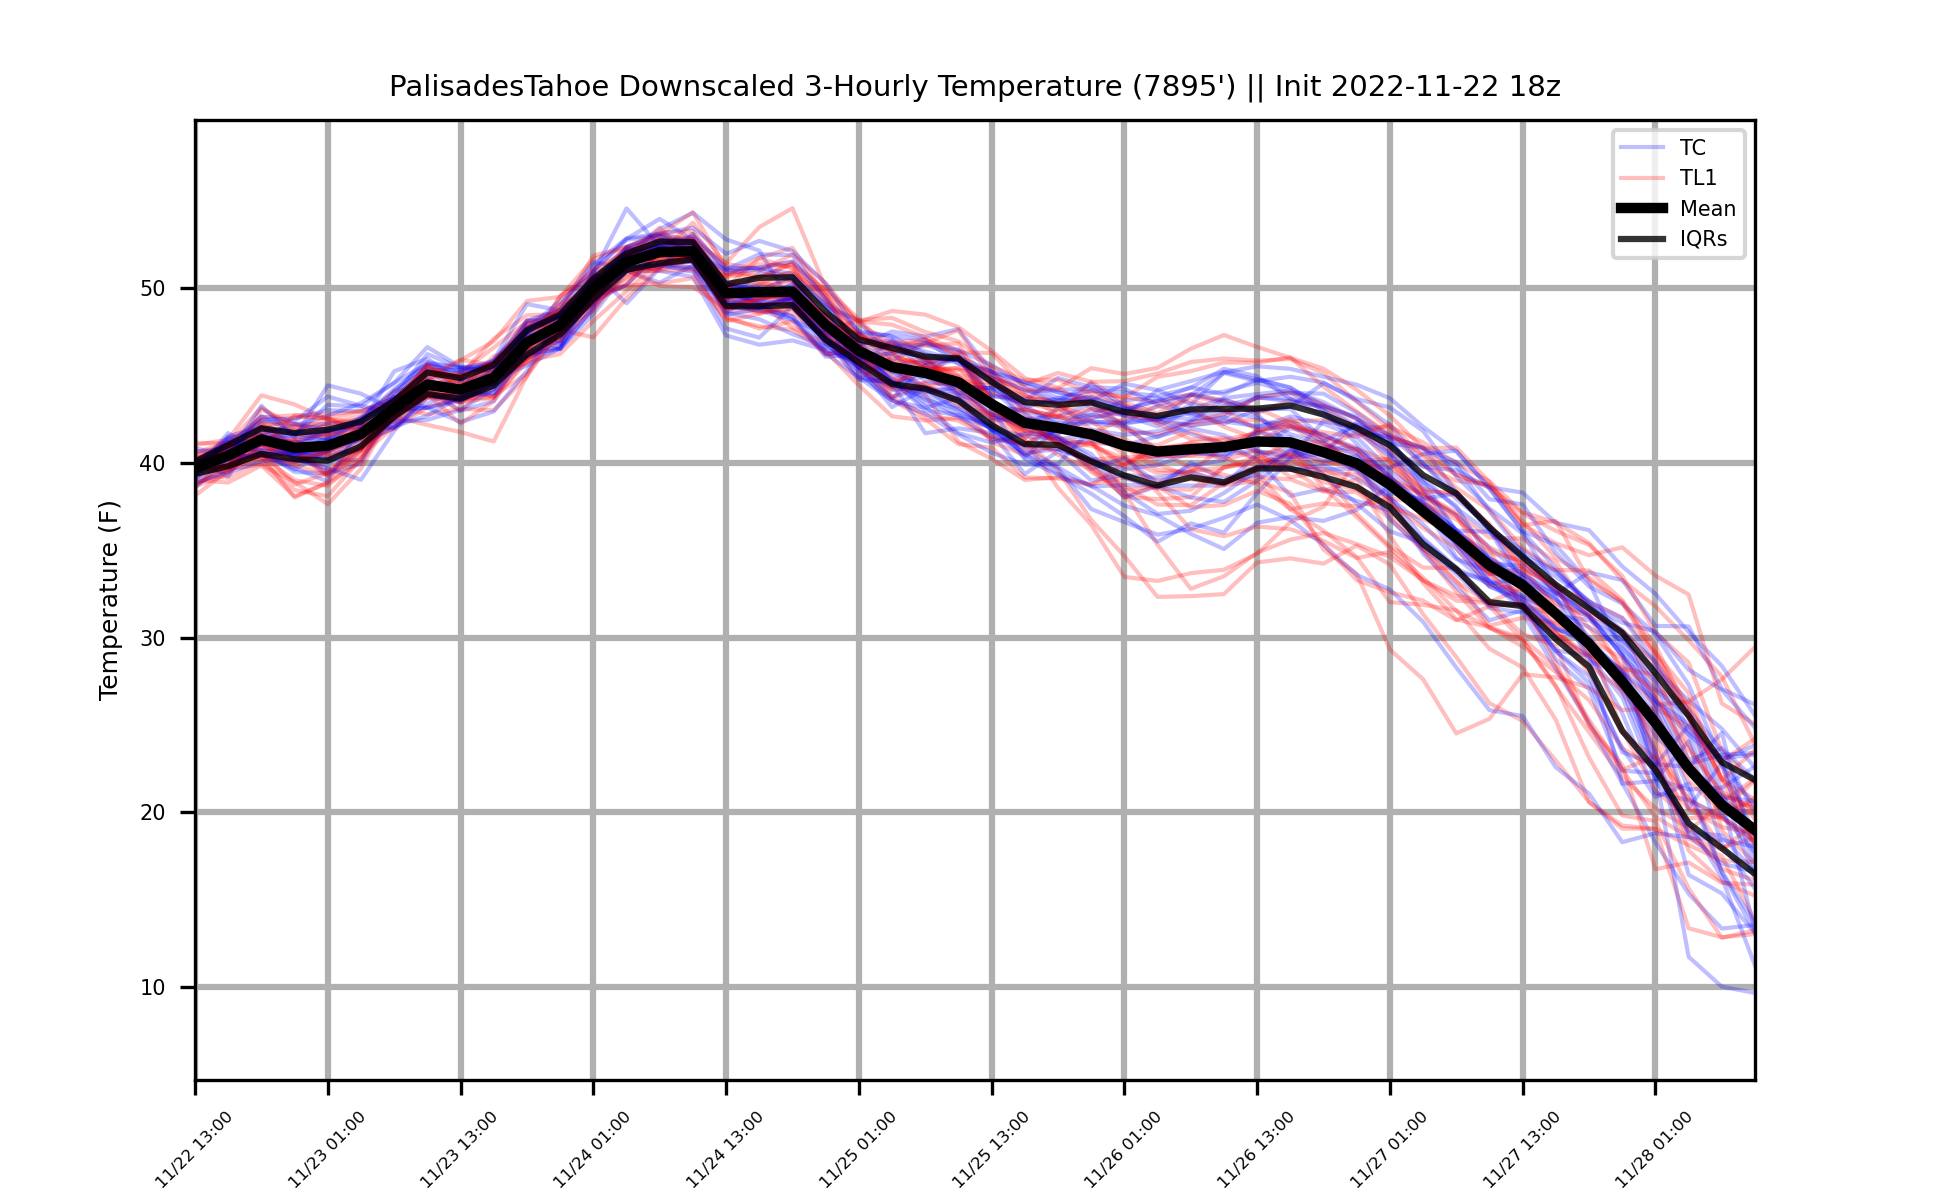 PalisadesTahoe Downscaled 3-Hourly Temperature (7895') || Init 2022-11-22 18z
TC
TL1
Mean
IQRs
Temperature (F)
50
40
30
20
10
11/22 13:00
11/23 01:00
11/23 13:00
11/24 01:00
11/24 13:00
11/25 01:00
11/25 13:00
11/26 01:00
11/26 13:00
11/27 01:00
11/27 13:00
11/28 01:00